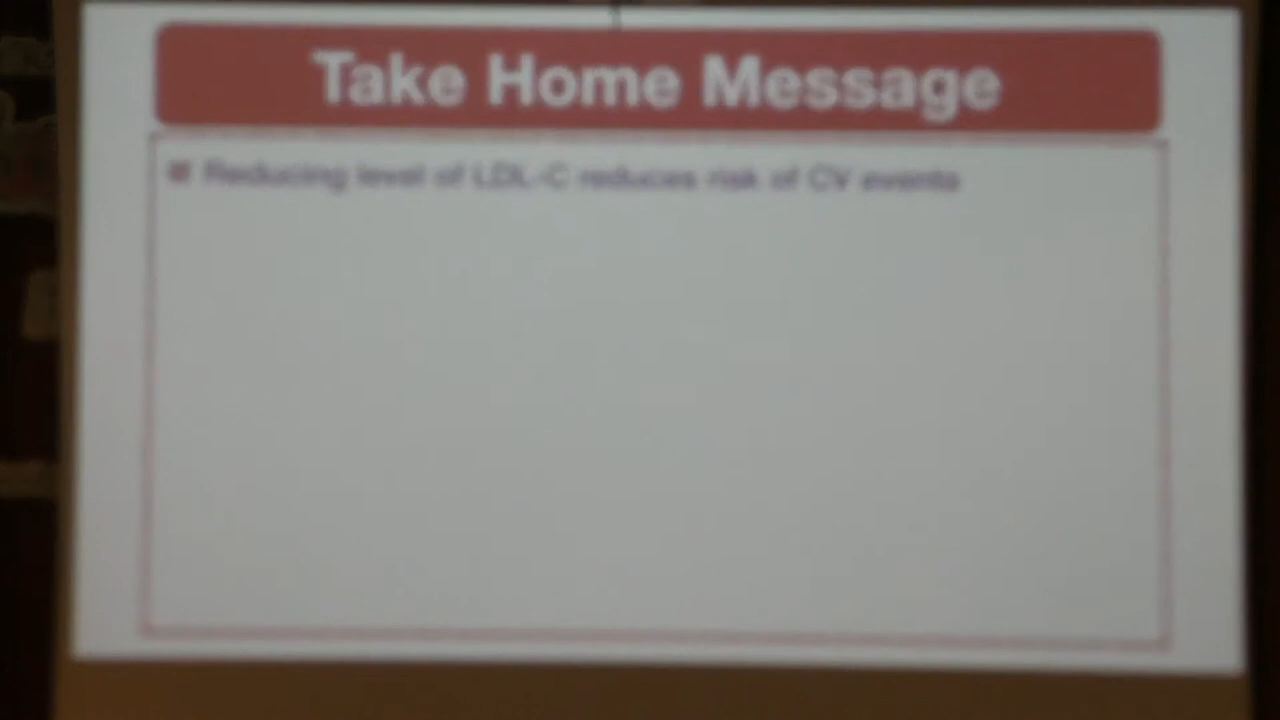 Take Home Message
Reducing level of LDL-C reduces risk of CV events